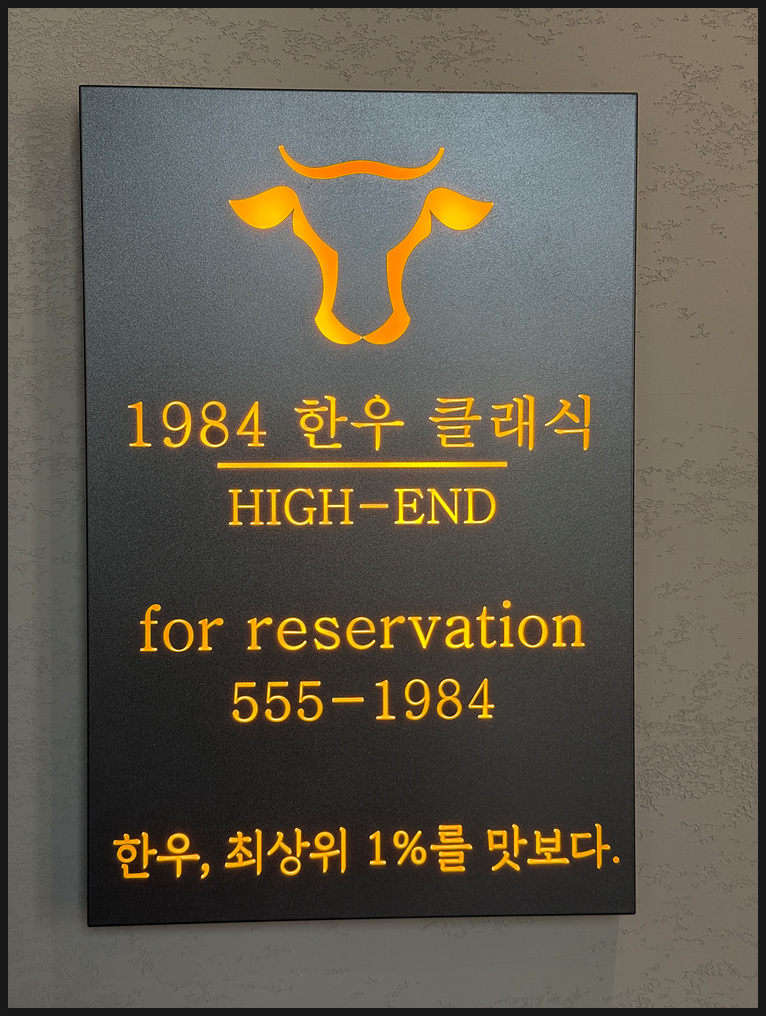 1984 한우 클래식
HIGH-END
for reservation
555-1984
한우, 최상위 1%를 맛보다.